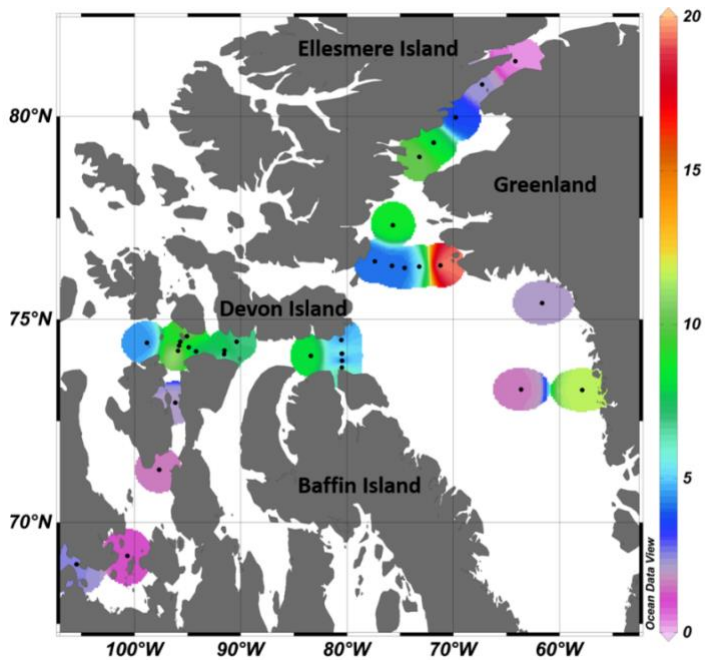 Ellesmere Island
20
80°N
15
Greenland
Devon Island
75°N
10
5
Baffin Island
70°N
Ocean Data View
0
100°W 90°W 80°W 70°W 60°W